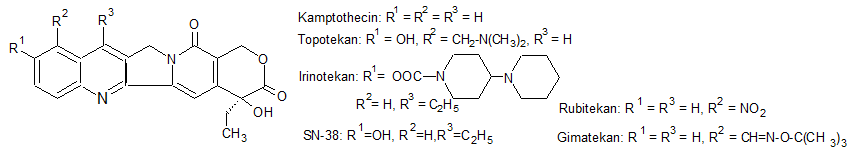 R¹
R²
R³
O
N
O
O
N
OH
CH₃
Kamptothecin: R¹ = R² = R³ = H
Topotekan: R¹ = OH, R² = CH₂-N(CH₃)₂, R³ = H
Irinotekan: R¹= OOC N N
R²= H, R³ = C₂H₅
SN-38: R¹=OH, R²=H,R³=C₂H₅
Rubitekan: R¹ = R³ = H, R² = NO₂
Gimatekan: R¹ = R³ = H, R² = CH=N-O-C(CH₃)₃